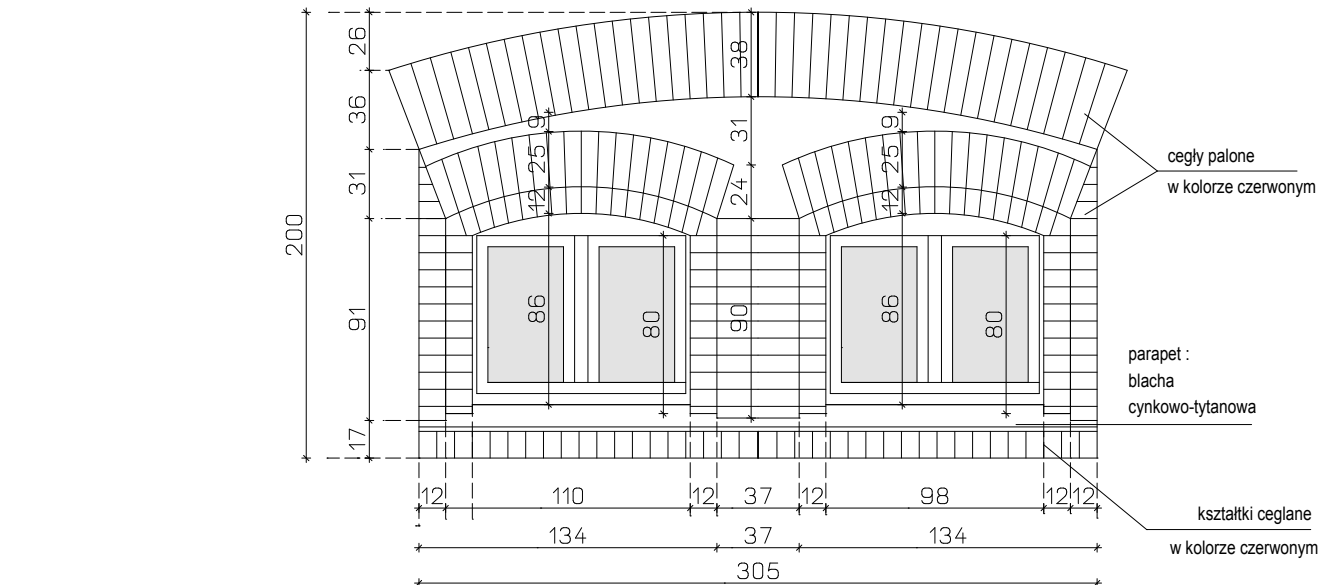 200
26
36
31
91
17
38
31
24
90
9
25
12
86
80
9
25
12
86
80
cegły palone
w kolorze czerwonym
parapet :
blacha
cynkowo-tytanowa
kształtki ceglane
w kolorze czerwonym
12 110 12 37 12 98 12 12
134 37 134
305